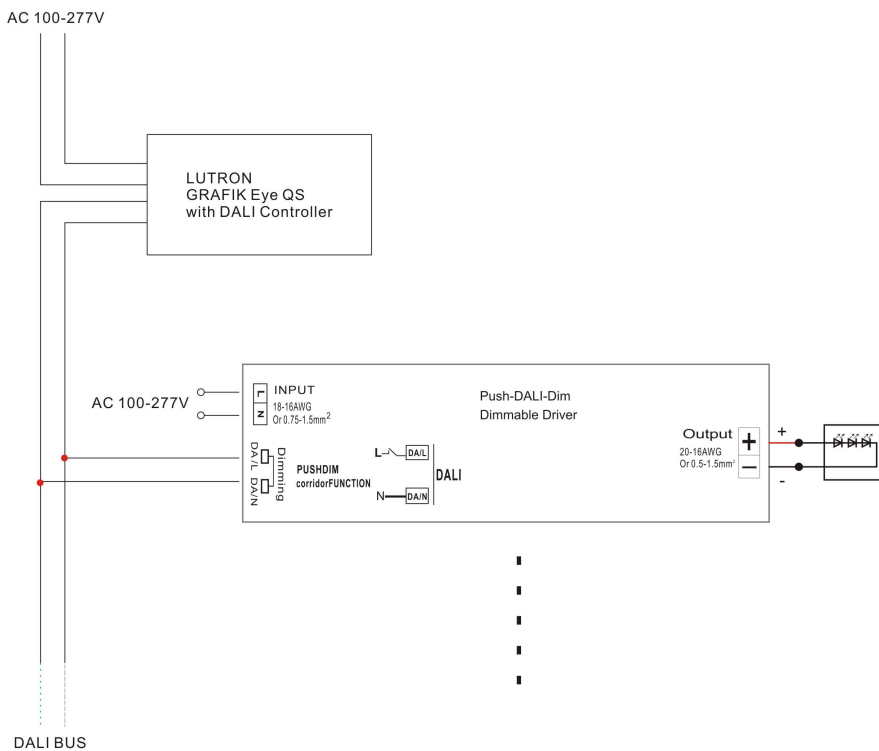 AC 100-277V
LUTRON
GRAFIK Eye QS
with DALI Controller
AC 100-277V
L
N
INPUT
18-16AWG
Or 0.75-1.5mm²
DA/L
DA/N
Dimming
PUSHDIM
corridorFUNCTION
L
DA/L
N
DA/N
DALI
Push-DALI-Dim
Dimmable Driver
Output
20-16AWG
Or 0.5-1.5mm²
+
−
+
-
DALI BUS